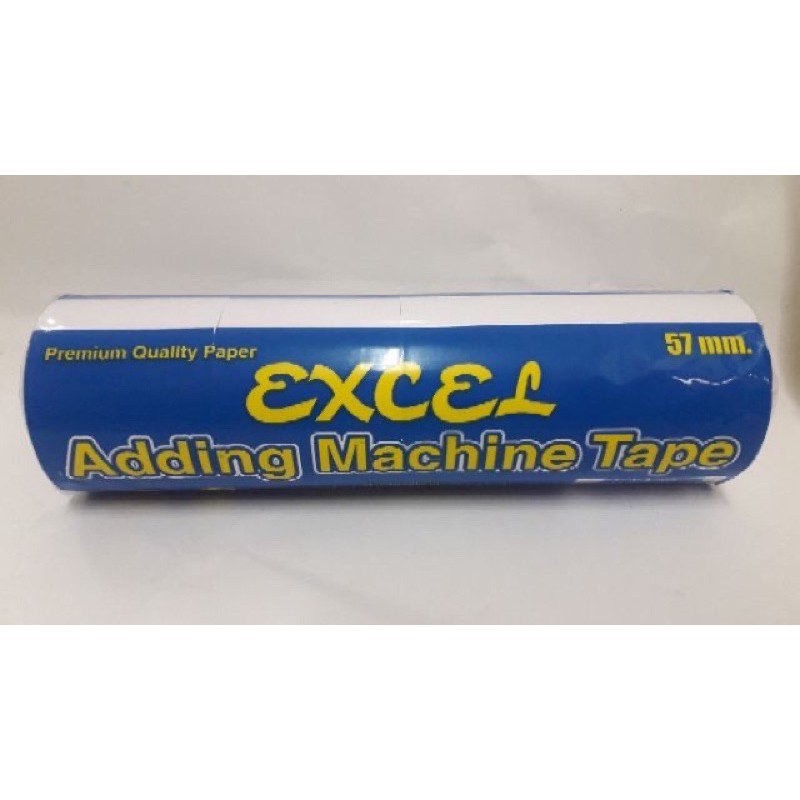 Premium Quality Paper
57 mm.
EXCEL
Adding Machine Tape